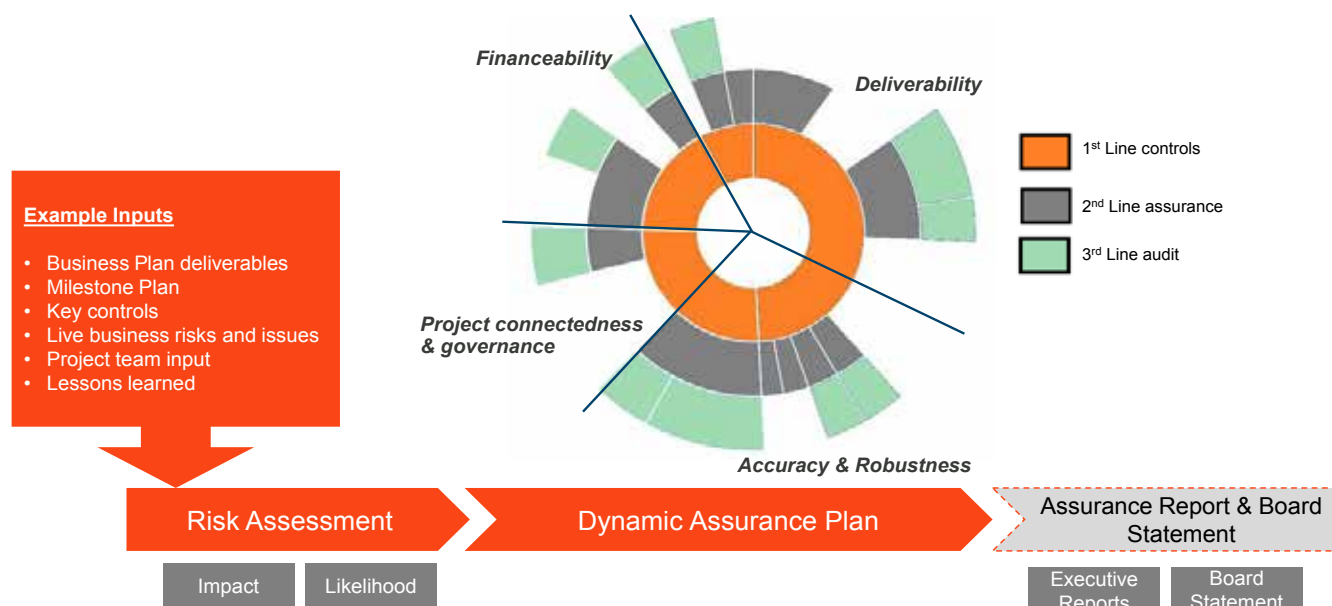 Financeability
Deliverability
1st Line controls
2nd Line assurance
3rd Line audit
Example Inputs
• Business Plan deliverables
• Milestone Plan
• Key controls
• Live business risks and issues
• Project team input
• Lessons learned
Project connectedness
& governance
Accuracy & Robustness
Risk Assessment
Dynamic Assurance Plan
Assurance Report & Board
Statement
Impact
Likelihood
Executive
Reports
Board
Statement